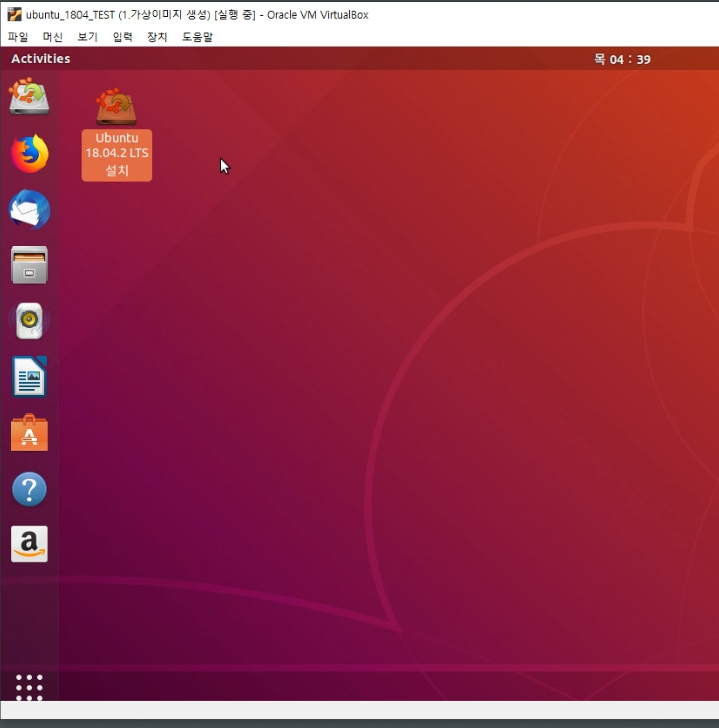 ubuntu_1804_TEST (1.가상이미지 생성) [실행 중] - Oracle VM VirtualBox
파일 머신 보기 입력 장치 도움말
Activities 목 04 : 39
Ubuntu
18.04.2 LTS
설치
A
?
a